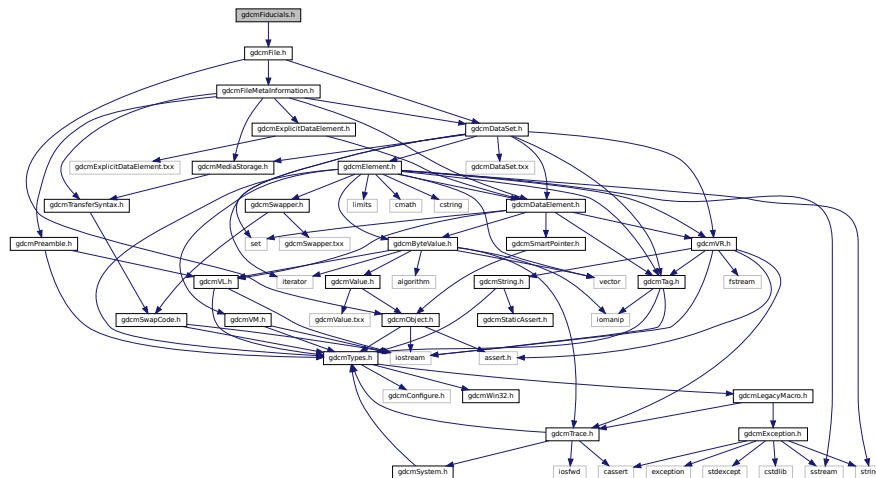 gdcmFiducials.h
gdcmFile.h
gdcmFileMetaInformation.h
gdcmExplicitDataElement.h
gdcmDataSet.h
gdcmExplicitDataElement.txx
gdcmMediaStorage.h
gdcmElement.h
gdcmDataSet.txx
gdcmTransferSyntax.h
gdcmSwapper.h
limits
cmath
cstring
gdcmDataElement.h
gdcmPreamble.h
set
gdcmSwapper.txx
gdcmByteValue.h
gdcmSmartPointer.h
gdcmVR.h
gdcmVL.h
iterator
gdcmValue.h
algorithm
gdcmString.h
vector
gdcmTag.h
fstream
gdcmSwapCode.h
gdcmVM.h
gdcmValue.txx
gdcmObject.h
gdcmStaticAssert.h
iomanip
gdcmTypes.h
iostream
assert.h
gdcmConfigure.h
gdcmWin32.h
gdcmLegacyMacro.h
gdcmTrace.h
gdcmException.h
gdcmSystem.h
iosfwd
cassert
exception
stdexcept
cstdlib
sstream